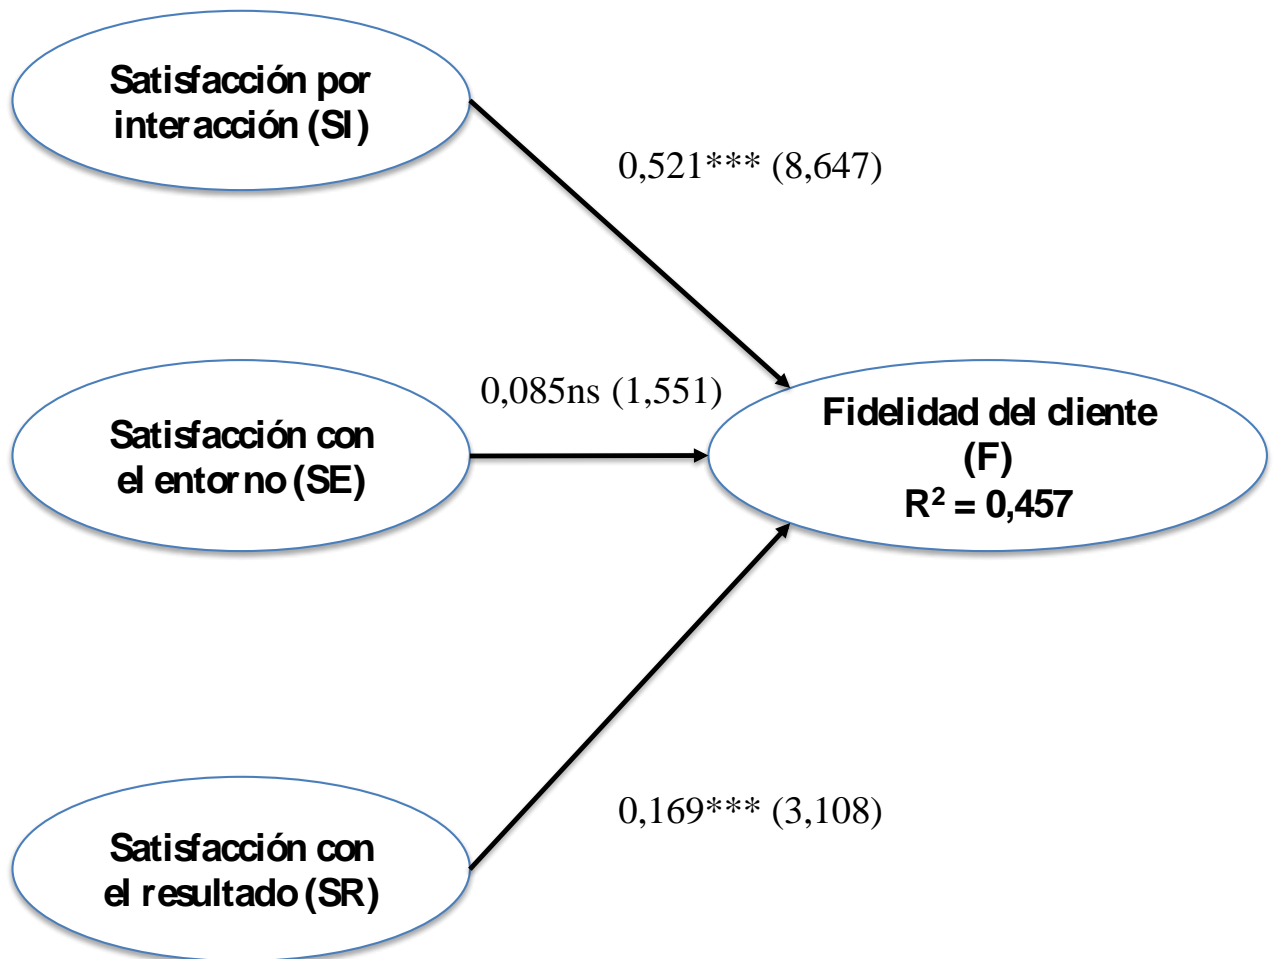 Satisfacción por
interacción (SI)
0,521*** (8,647)
0,085ns (1,551)
Satisfacción con
el entorno (SE)
Fidelidad del cliente
(F)
R² = 0,457
0,169*** (3,108)
Satisfacción con
el resultado (SR)